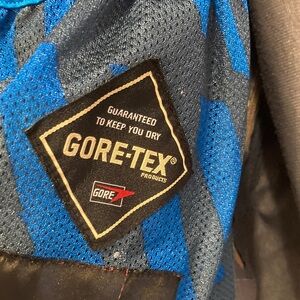 GUARANTEED
TO KEEP YOU DRY
GORE-TEX®
PRODUCTS
GORE